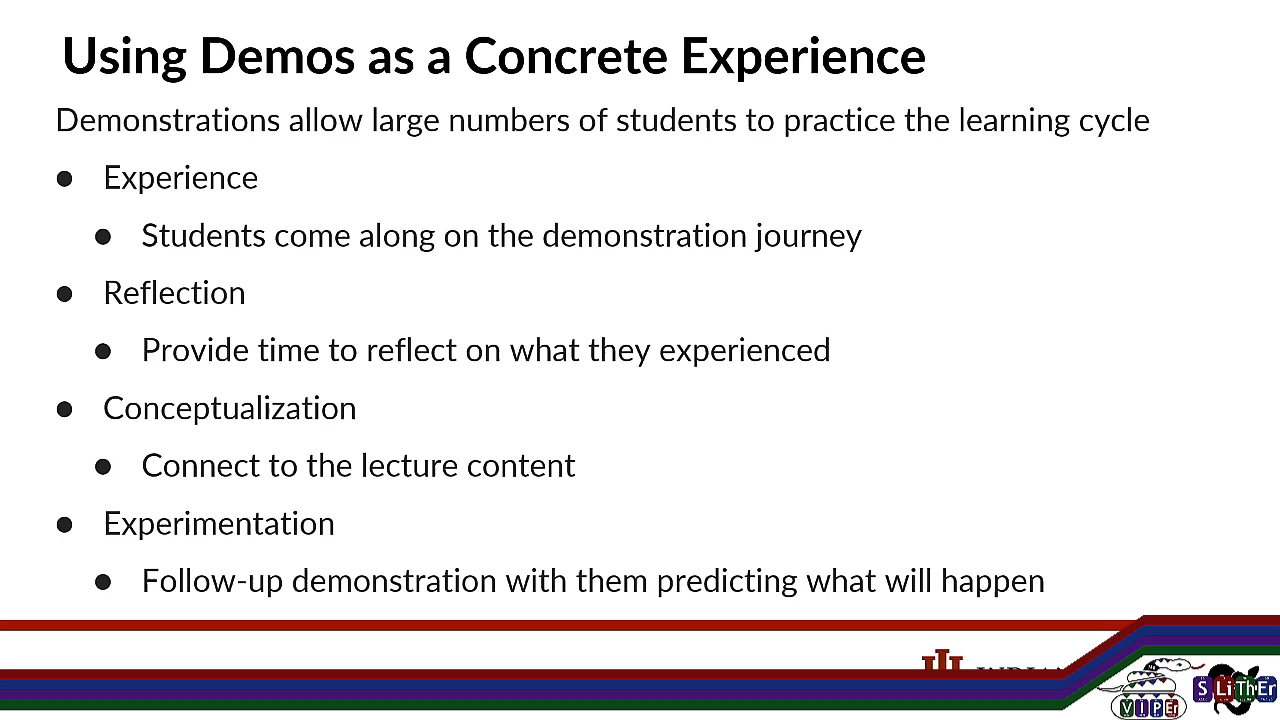 Using Demos as a Concrete Experience
Demonstrations allow large numbers of students to practice the learning cycle
● Experience
● Students come along on the demonstration journey
● Reflection
● Provide time to reflect on what they experienced
● Conceptualization
● Connect to the lecture content
● Experimentation
● Follow-up demonstration with them predicting what will happen
VIPEr
SLiThEr